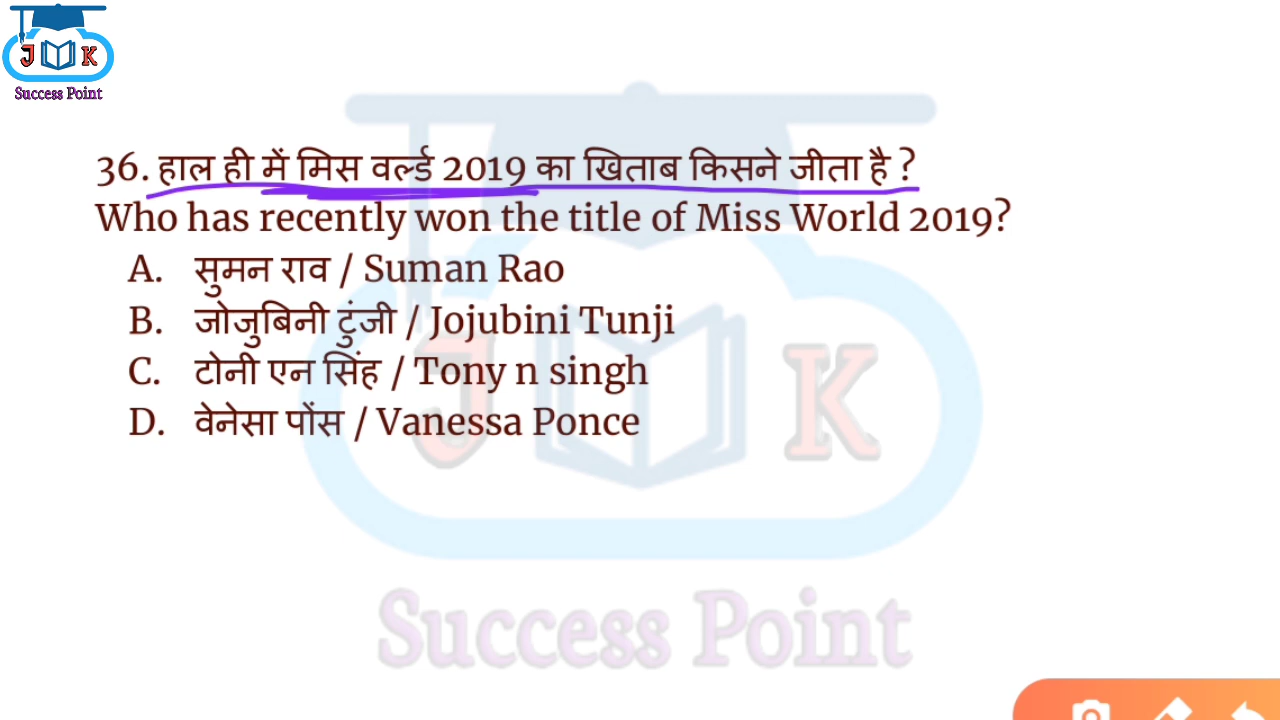 J K
Success Point
36. हाल ही में मिस वर्ल्ड 2019 का खिताब किसने जीता है ?
Who has recently won the title of Miss World 2019?
A. सुमन राव / Suman Rao
B. जोजुबिनी टुंजी / Jojubini Tunji
C. टोनी एन सिंह / Tony n singh
D. वेनेसा पोंस / Vanessa Ponce
J K
Success Point